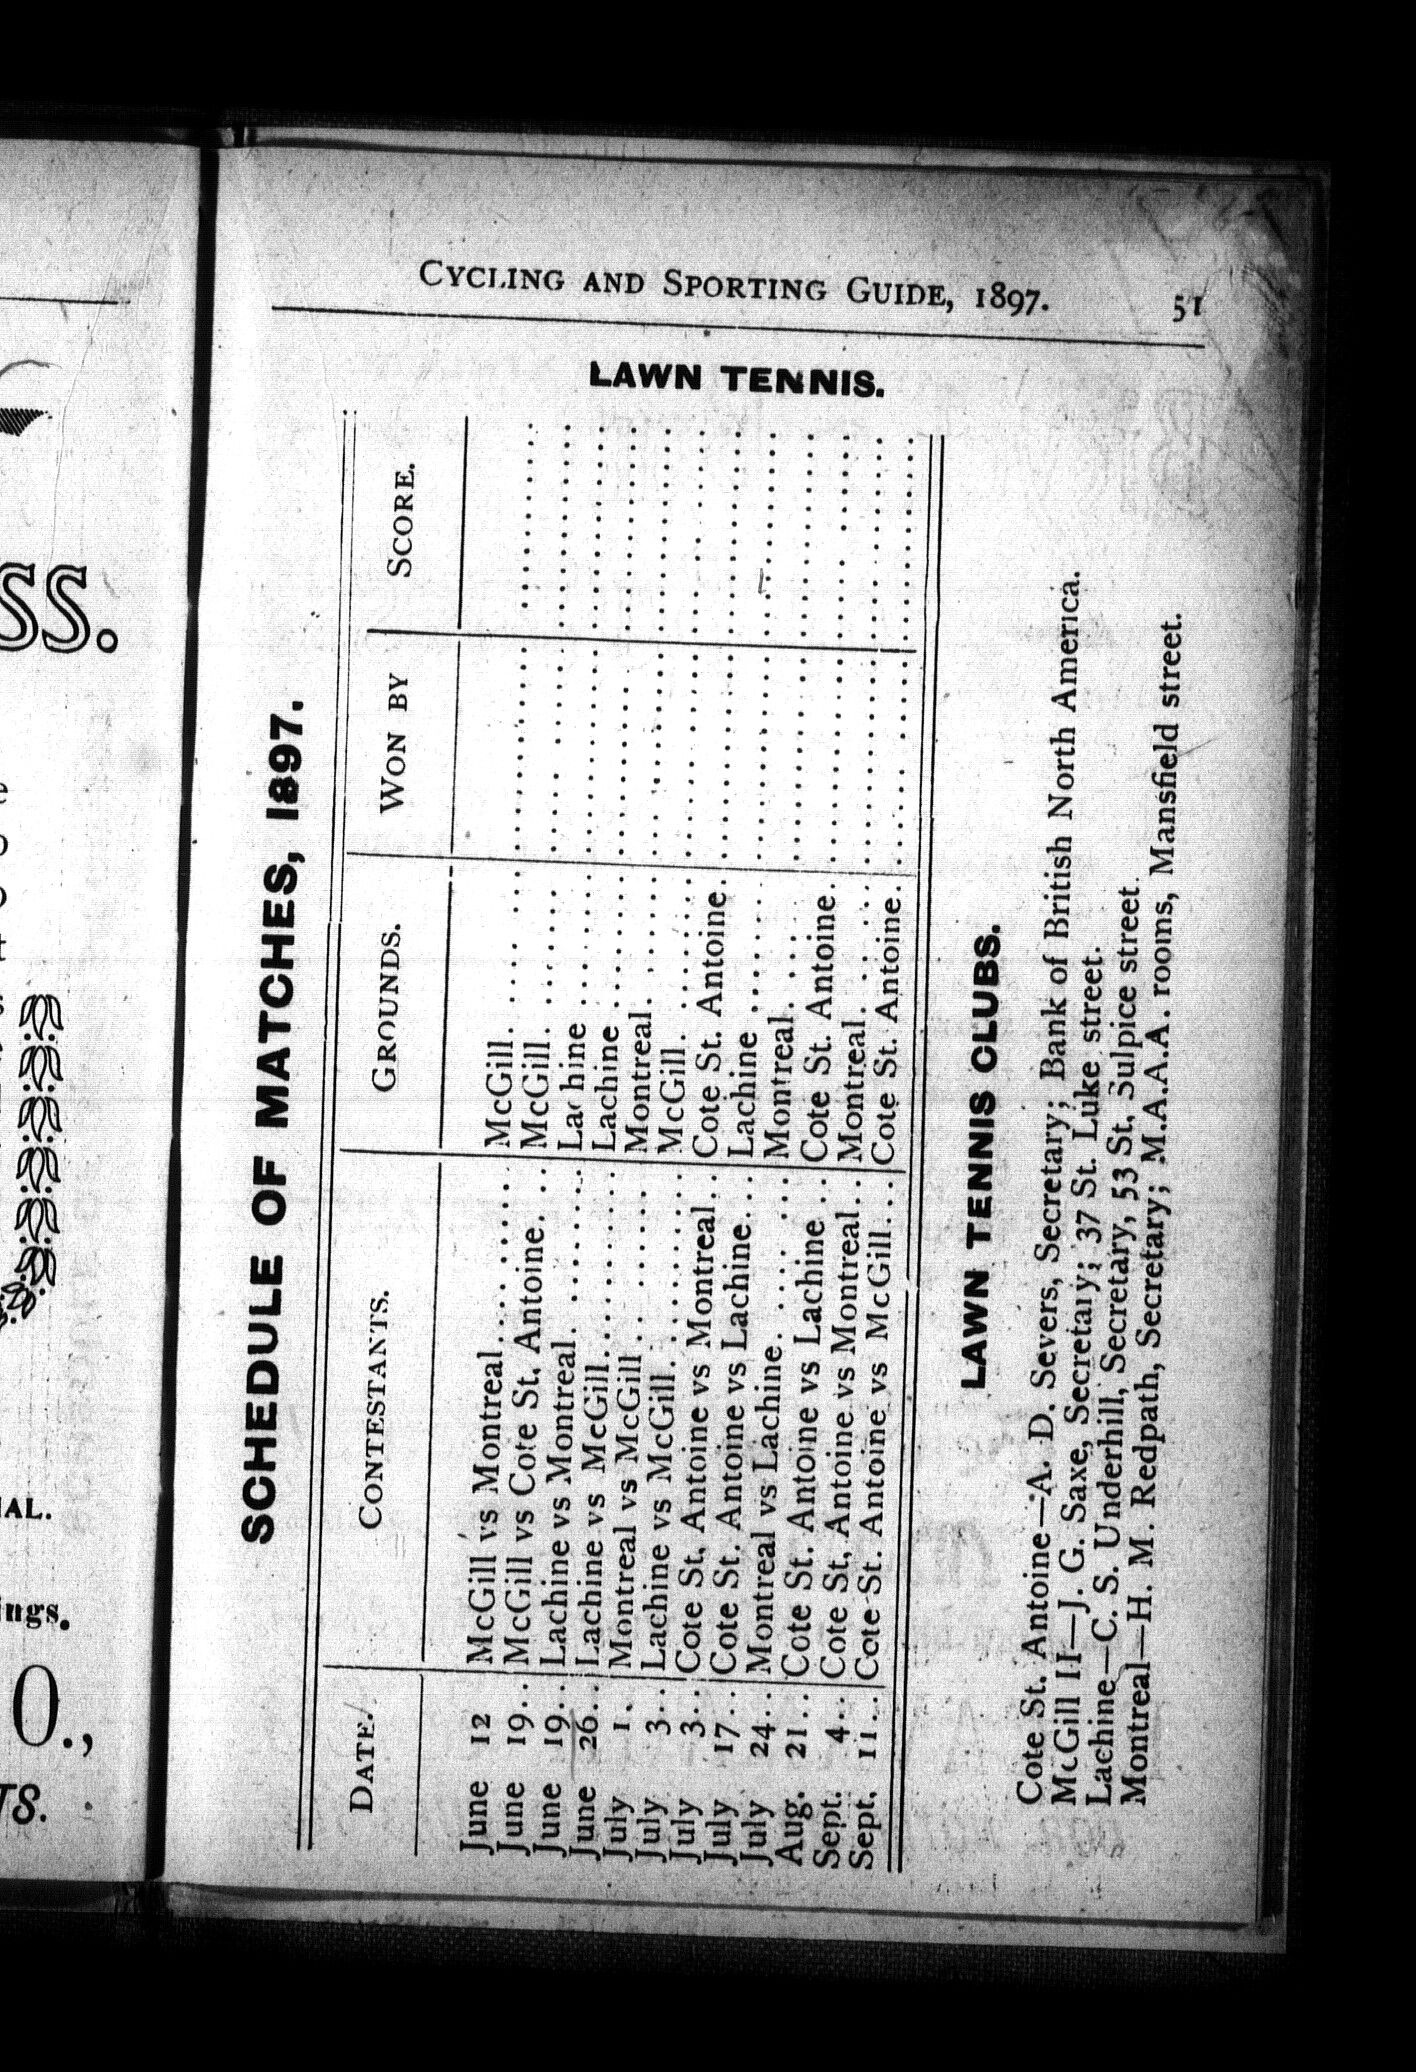 SS.
IAL.
ings.
O.,
TS.
CYCLING AND SPORTING GUIDE, 1897. 51
LAWN TENNIS.
SCHEDULE OF MATCHES, 1897.
DATE. CONTESTANTS. GROUNDS. WON BY SCORE.
June 12 McGill vs Montreal........ McGill.
June 19.. McGill vs Cote St. Antoine... McGill.
June 19.. Lachine vs Montreal........ Lachine
June 26.. Lachine vs McGill........ Lachine
July 1.. Montreal vs McGill........ Montreal.
July 3.. Lachine vs McGill........ McGill.
July 3.. Cote St. Antoine vs Montreal.. Cote St. Antoine.
July 17.. Cote St. Antoine vs Lachine... Lachine
July 24.. Montreal vs Lachine........ Montreal.
Aug. 21.. Cote St. Antoine vs Lachine... Cote St. Antoine.
Sept. 4.. Cote St. Antoine vs Montreal.. Montreal.
Sept. 11.. Cote St. Antoine vs McGill... Cote St. Antoine.
LAWN TENNIS CLUBS.
Cote St. Antoine—A. D. Severs, Secretary; Bank of British North America.
McGill II—J. G. Saxe, Secretary; 37 St. Luke street.
Lachine—C. S. Underhill, Secretary, 53 St. Sulpice street.
Montreal—H. M. Redpath, Secretary; M.A.A.A. rooms, Mansfield street.